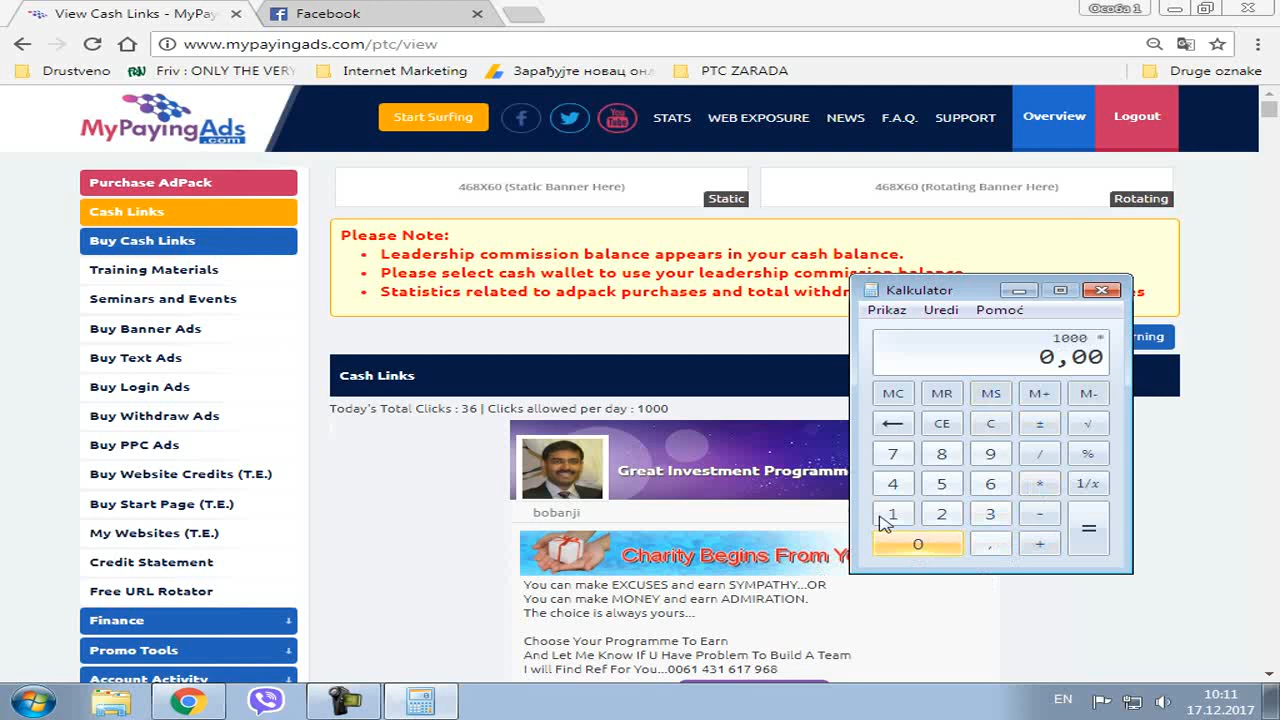 View Cash Links - MyPay
Facebook
Особа 1
www.mypayingads.com/ptc/view
Drustveno
Friv : ONLY THE VERY
Internet Marketing
Зарађујте новац онл
PTC ZARADA
Druge oznake
MyPayingAds
.com
Start Surfing
You
Tube
STATS
WEB EXPOSURE
NEWS
F.A.Q.
SUPPORT
Overview
Logout
Purchase AdPack
Cash Links
Buy Cash Links
Training Materials
Seminars and Events
Buy Banner Ads
Buy Text Ads
Buy Login Ads
Buy Withdraw Ads
Buy PPC Ads
Buy Website Credits (T.E.)
Buy Start Page (T.E.)
My Websites (T.E.)
Credit Statement
Free URL Rotator
Finance
Promo Tools
Account Activity
468X60 (Static Banner Here)
Static
468X60 (Rotating Banner Here)
Rotating
Please Note:
• Leadership commission balance appears in your cash balance.
• Please select cash wallet to use your leadership commission balance.
• Statistics related to adpack purchases and total withdr
es
rning
Cash Links
Today's Total Clicks : 36 | Clicks allowed per day : 1000
Great Investment Programme
bobanji
Charity Begins From Yo
You can make EXCUSES and earn SYMPATHY...OR
You can make MONEY and earn ADMIRATION.
The choice is always yours...
Choose Your Programme To Earn
And Let Me Know If U Have Problem To Build A Team
I will Find Ref For You...0061 431 617 968
Kalkulator
Prikaz Uredi Pomoć
1000 *
0,00
MC MR MS M+ M-
← CE C ± √
7 8 9 / %
4 5 6 * 1/x
1 2 3 - =
0 , +
EN
10:11
17.12.2017